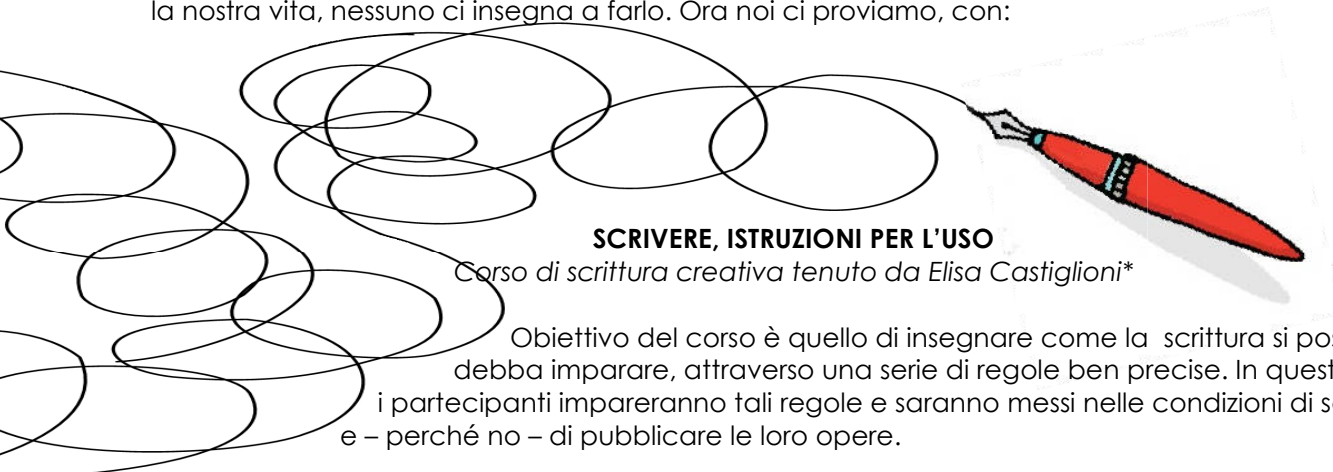 la nostra vita, nessuno ci insegna a farlo. Ora noi ci proviamo, con:
SCRIVERE, ISTRUZIONI PER L’USO
Corso di scrittura creativa tenuto da Elisa Castiglioni*
Obiettivo del corso è quello di insegnare come la scrittura si
debba imparare, attraverso una serie di regole ben precise. In
i partecipanti impareranno tali regole e saranno messi nelle condizioni di
e – perché no – di pubblicare le loro opere.